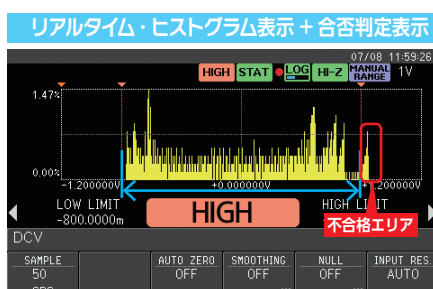 リアルタイム・ヒストグラム表示＋合否判定表示
07/08 11:59:26
HIGH STAT LOG HI-Z MANUAL RANGE 1V
1.47%
0.00%
-1.200000V +0.000000V +1.200000V
LOW LIMIT HIGH LIMIT
-800.0000m
HIGH
不合格エリア
DCV
SAMPLE AUTO ZERO SMOOTHING NULL INPUT RES.
50 OFF OFF OFF AUTO